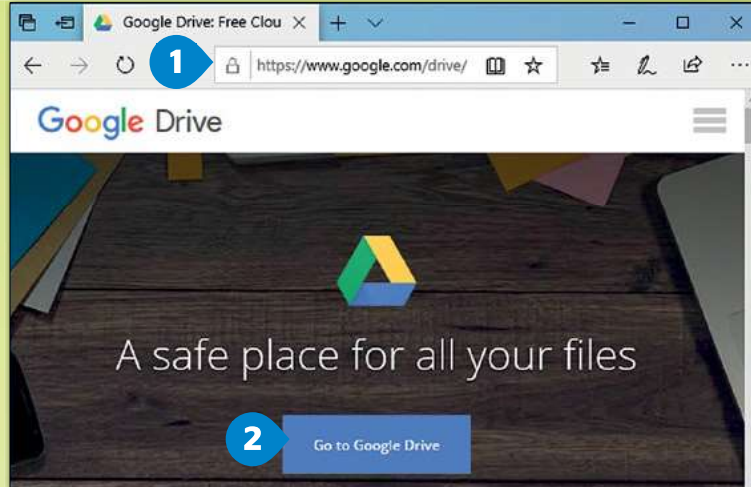 Google Drive: Free Clou
1
https://www.google.com/drive/
Google Drive
A safe place for all your files
2
Go to Google Drive